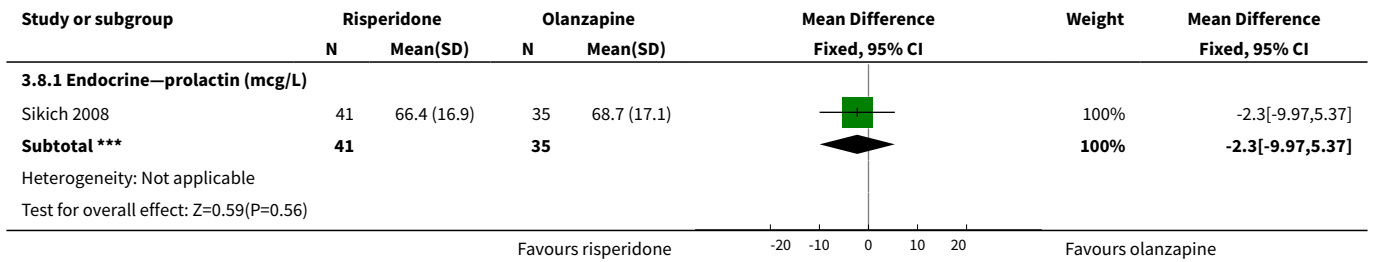 Study or subgroup Risperidone Olanzapine Mean Difference Weight Mean Difference
N Mean(SD) N Mean(SD) Fixed, 95% CI Fixed, 95% CI
3.8.1 Endocrine—prolactin (mcg/L)
Sikich 2008 41 66.4 (16.9) 35 68.7 (17.1) 100% -2.3[-9.97,5.37]
Subtotal *** 41 35 100% -2.3[-9.97,5.37]
Heterogeneity: Not applicable
Test for overall effect: Z=0.59(P=0.56)
Favours risperidone -20 -10 0 10 20 Favours olanzapine